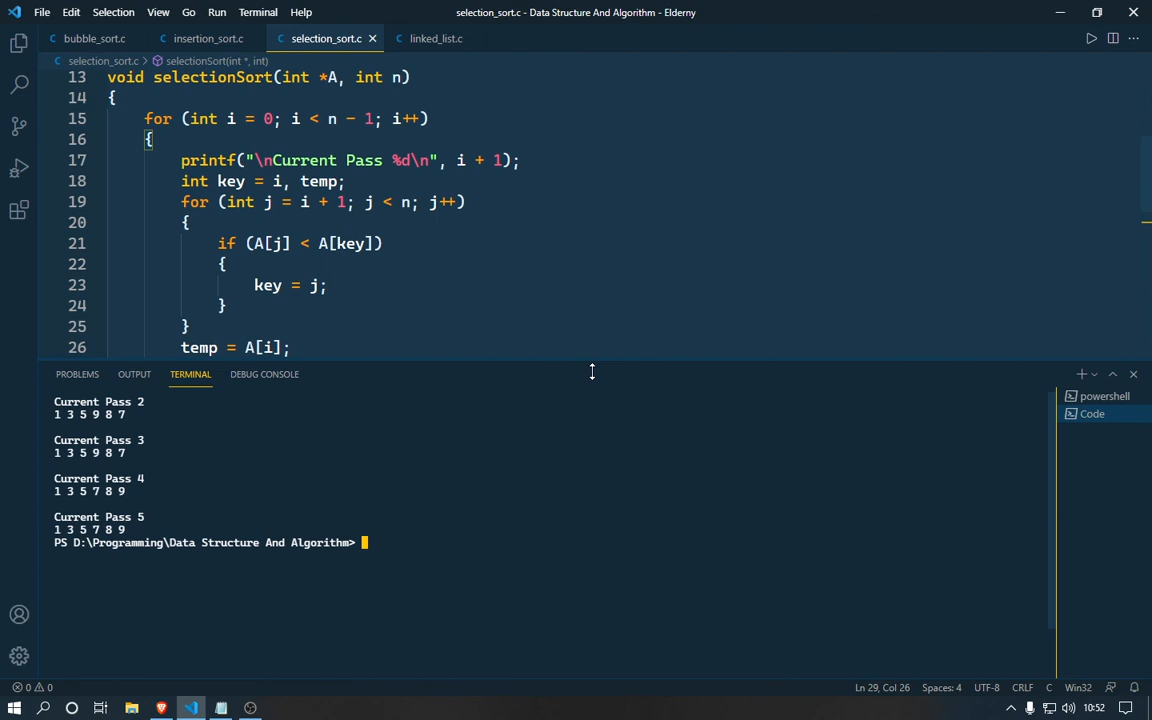 File Edit Selection View Go Run Terminal Help selection_sort.c - Data Structure And Algorithm - Elderny
C bubble_sort.c C insertion_sort.c C selection_sort.c C linked_list.c
C selection_sort.c > selectionSort(int *, int)
13 void selectionSort(int *A, int n)
14 {
15 for (int i = 0; i < n - 1; i++)
16 {
17 printf("\nCurrent Pass %d\n", i + 1);
18 int key = i, temp;
19 for (int j = i + 1; j < n; j++)
20 {
21 if (A[j] < A[key])
22 {
23 key = j;
24 }
25 }
26 temp = A[i];
PROBLEMS OUTPUT TERMINAL DEBUG CONSOLE
powershell
Code
Current Pass 2
1 3 5 9 8 7
Current Pass 3
1 3 5 9 8 7
Current Pass 4
1 3 5 7 8 9
Current Pass 5
1 3 5 7 8 9
PS D:\Programming\Data Structure And Algorithm>
0 0 Ln 29, Col 26 Spaces: 4 UTF-8 CRLF C Win32
10:52